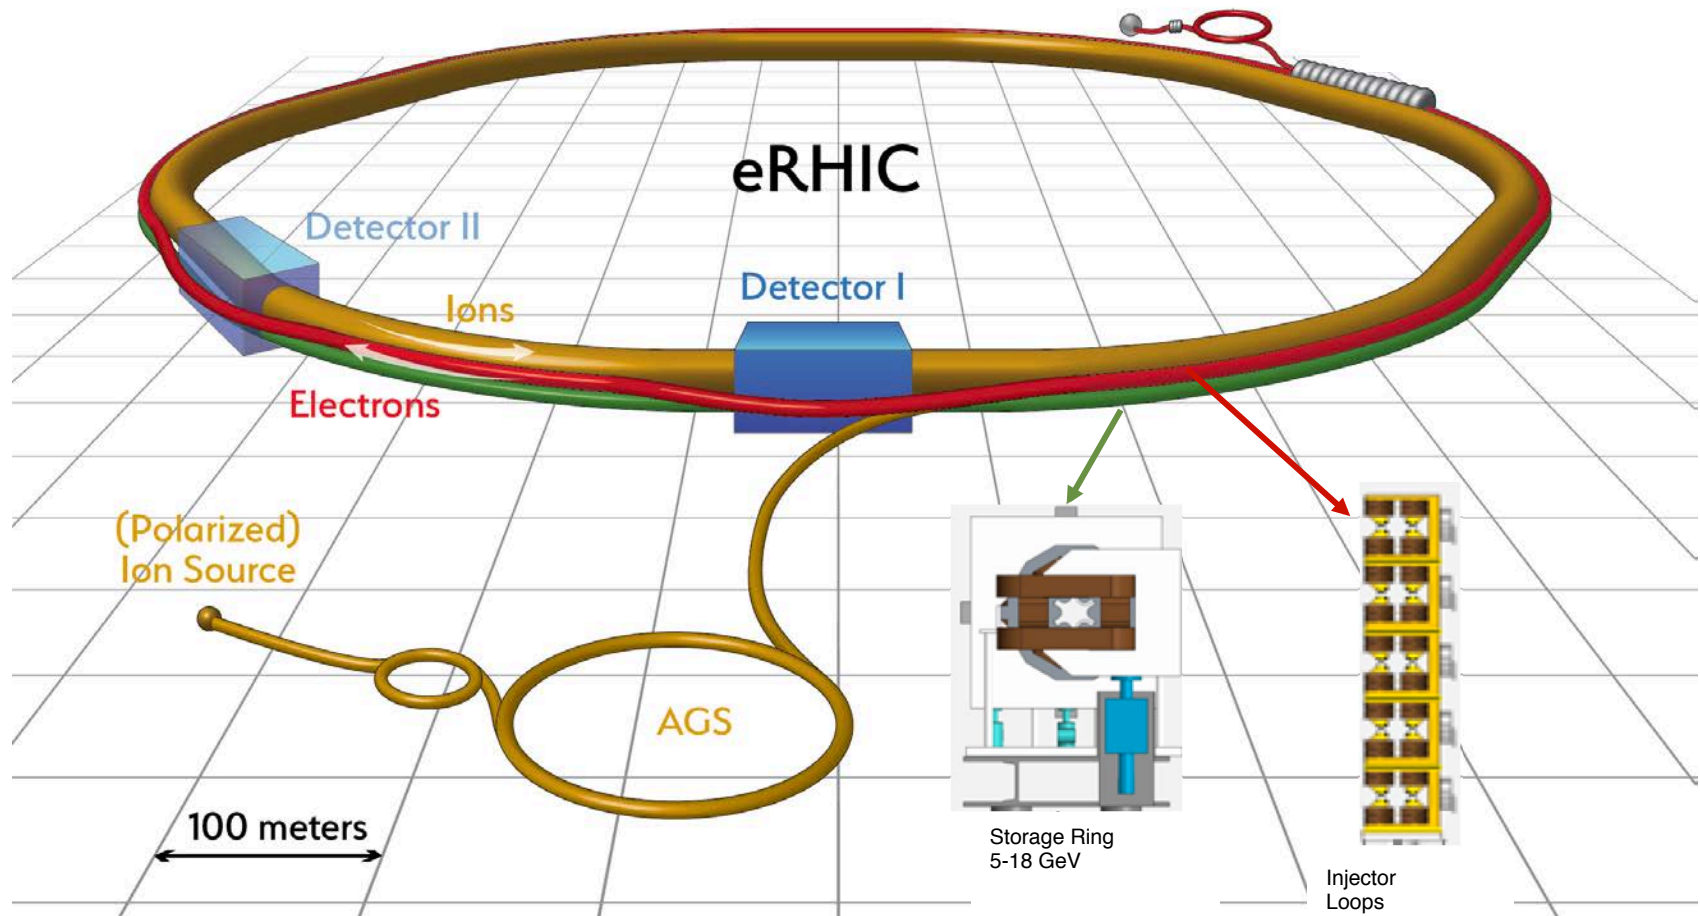 eRHIC
Detector II
Detector I
Ions
Electrons
(Polarized)
Ion Source
AGS
100 meters
Storage Ring
5-18 GeV
Injector
Loops